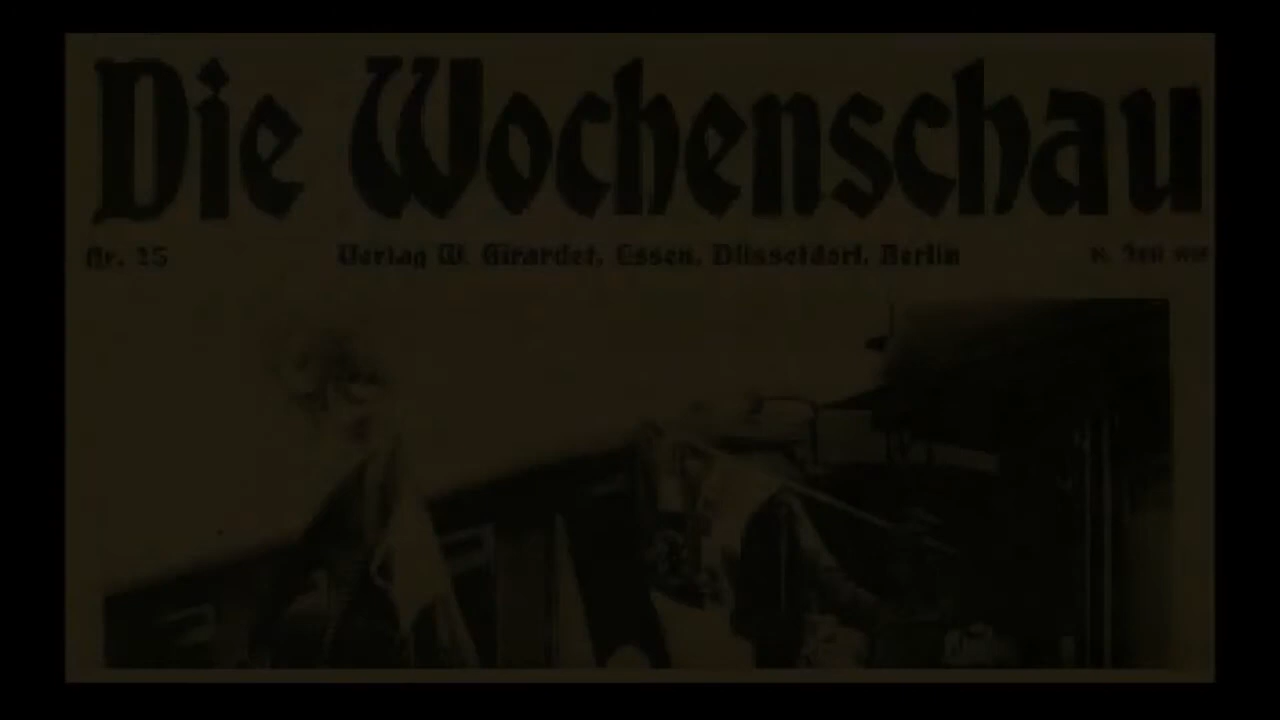 Die Wochenschau
Nr. 25 Verlag W. Girardet, Essen, Düsseldorf, Berlin